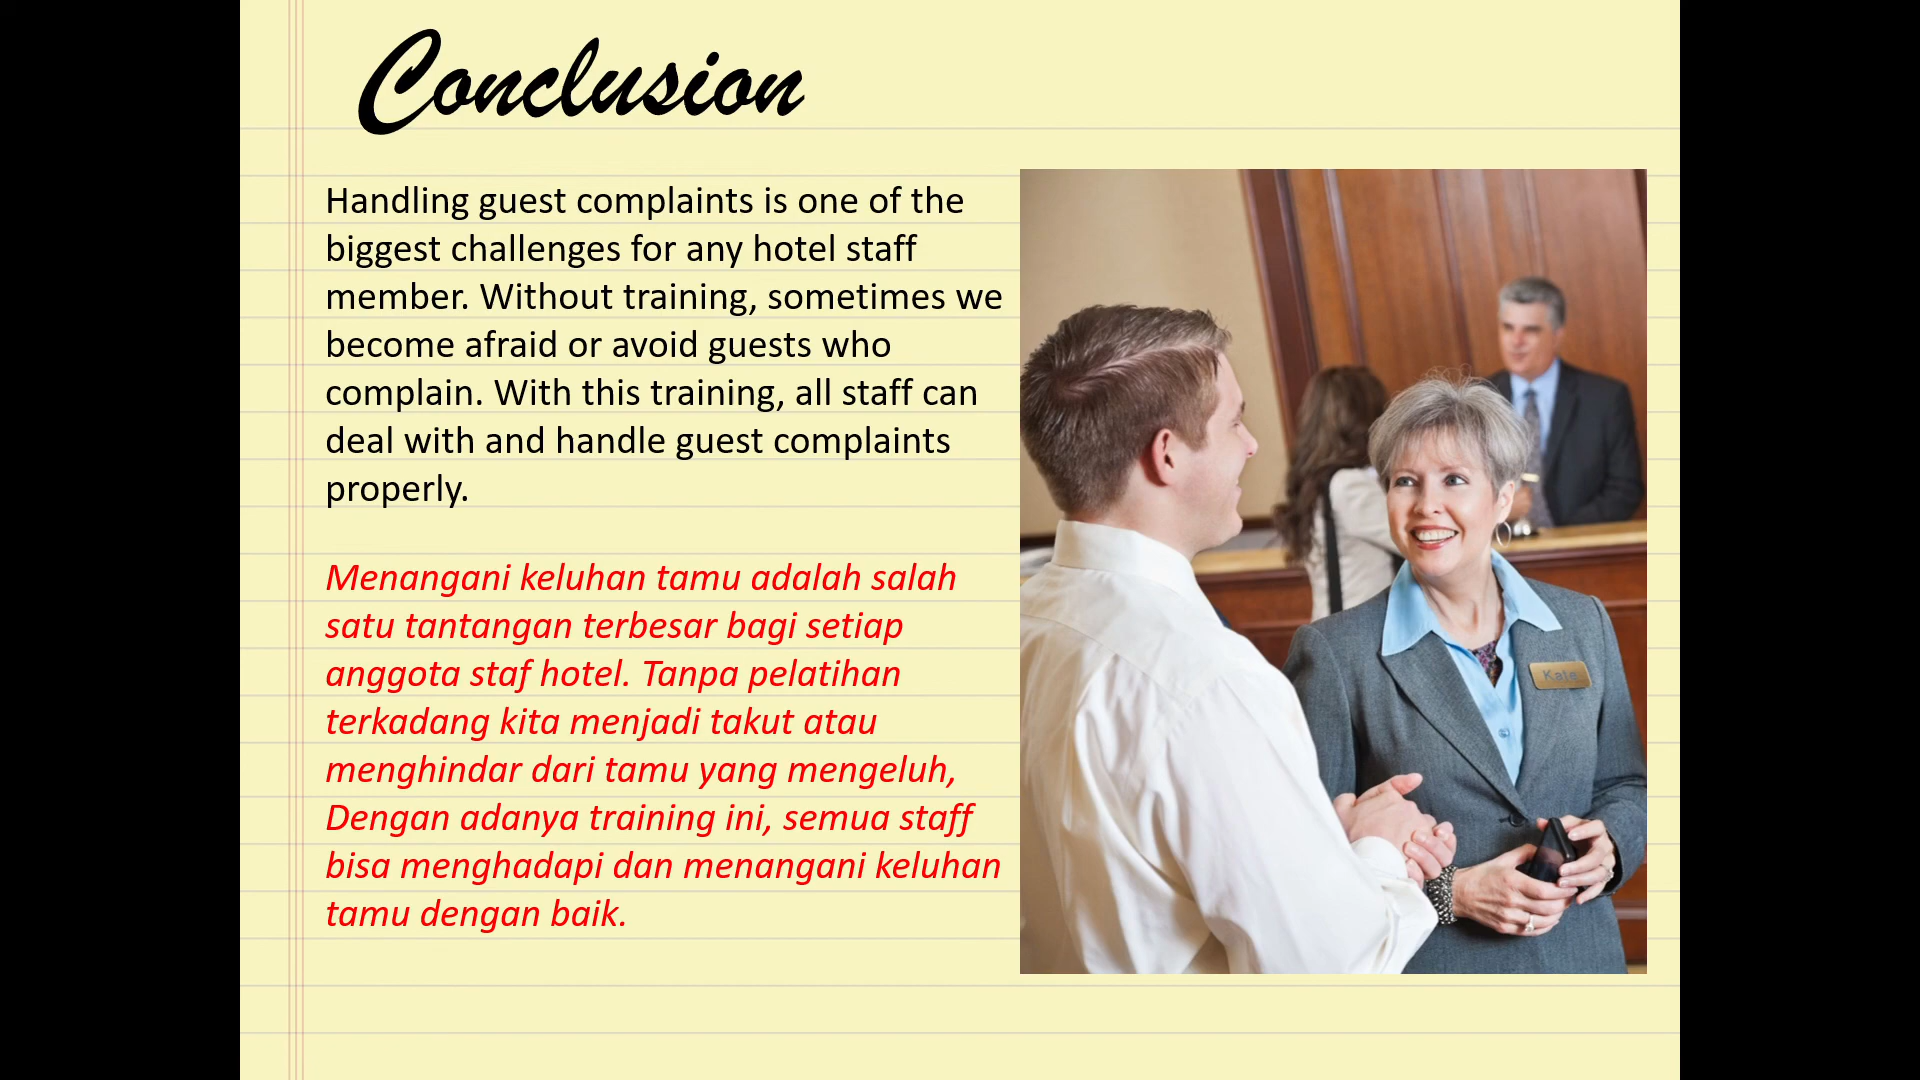 Conclusion
Handling guest complaints is one of the
biggest challenges for any hotel staff
member. Without training, sometimes we
become afraid or avoid guests who
complain. With this training, all staff can
deal with and handle guest complaints
properly.
Menangani keluhan tamu adalah salah
satu tantangan terbesar bagi setiap
anggota staf hotel. Tanpa pelatihan
terkadang kita menjadi takut atau
menghindar dari tamu yang mengeluh,
Dengan adanya training ini, semua staff
bisa menghadapi dan menangani keluhan
tamu dengan baik.